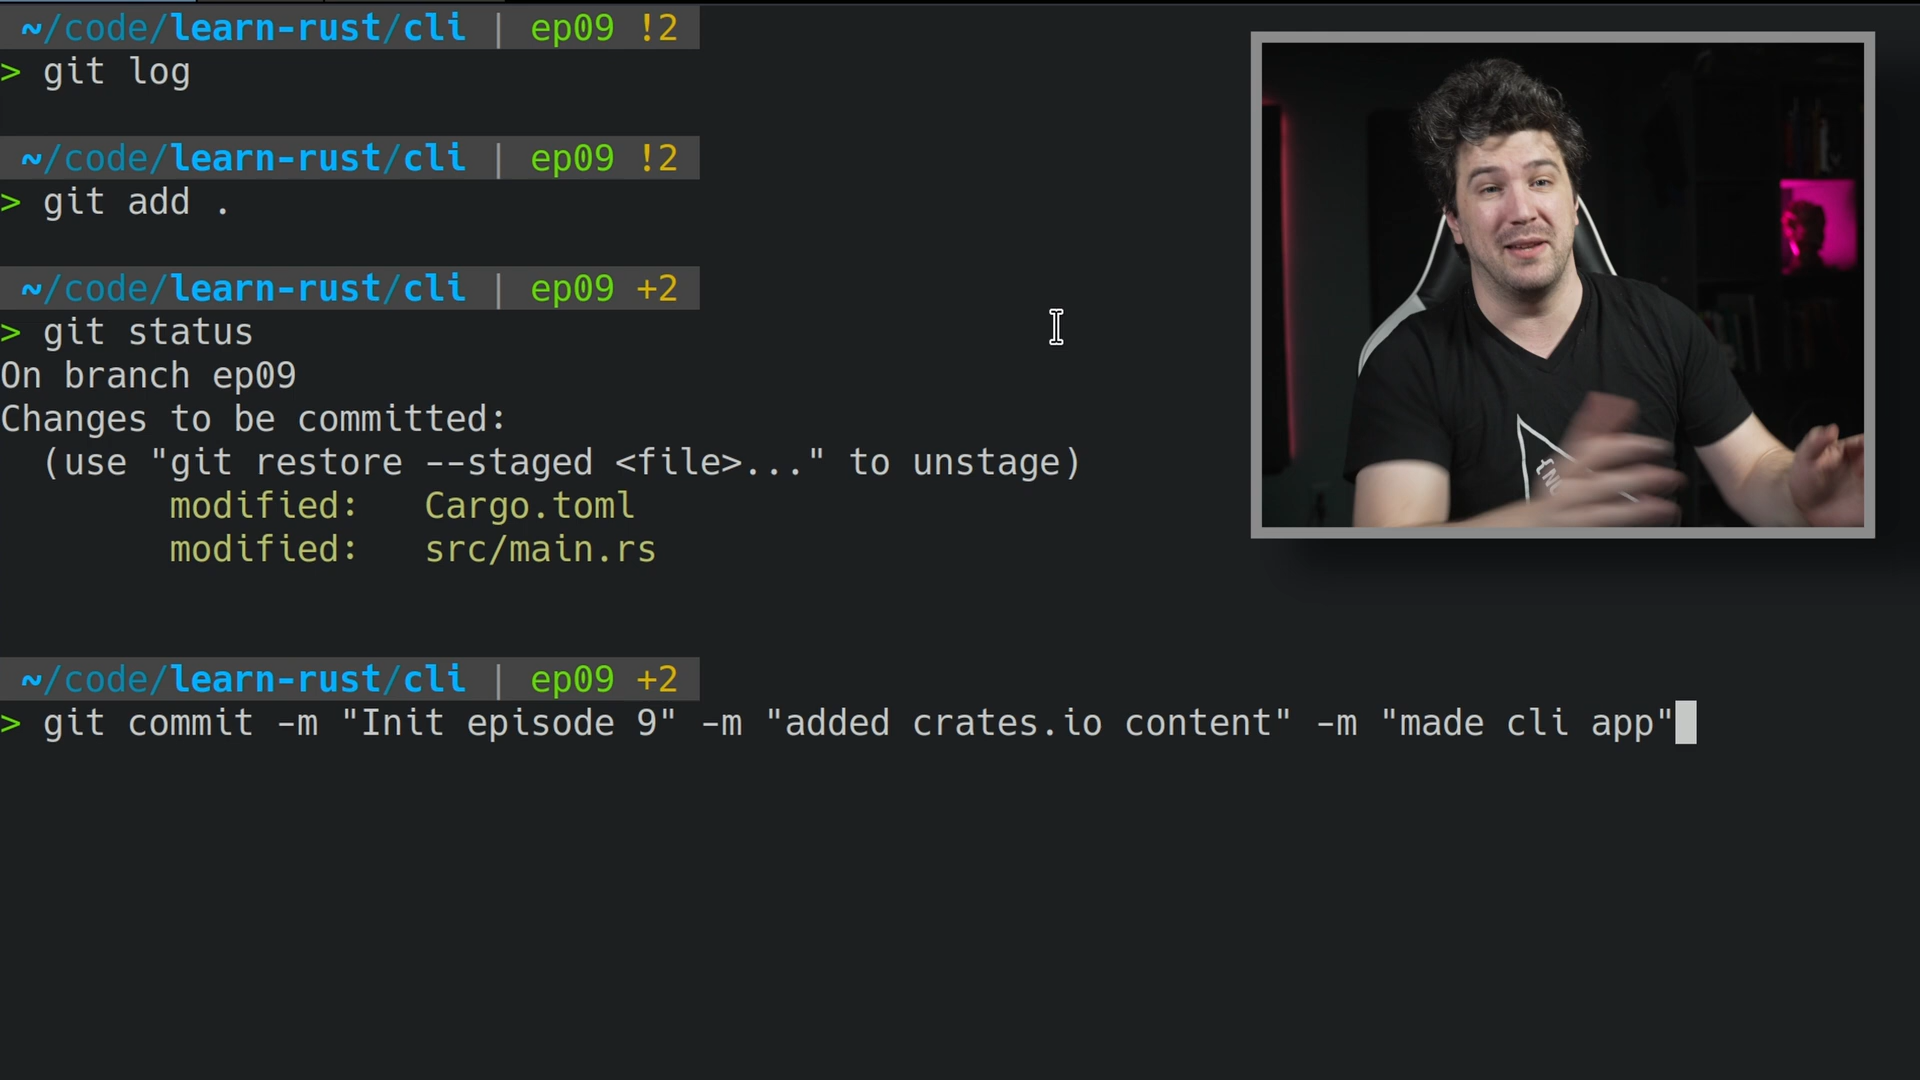 ~/code/learn-rust/cli | ep09 !2
> git log
~/code/learn-rust/cli | ep09 !2
> git add .
~/code/learn-rust/cli | ep09 +2
> git status
On branch ep09
Changes to be committed:
(use "git restore --staged <file>..." to unstage)
modified: Cargo.toml
modified: src/main.rs
~/code/learn-rust/cli | ep09 +2
> git commit -m "Init episode 9" -m "added crates.io content" -m "made cli app"